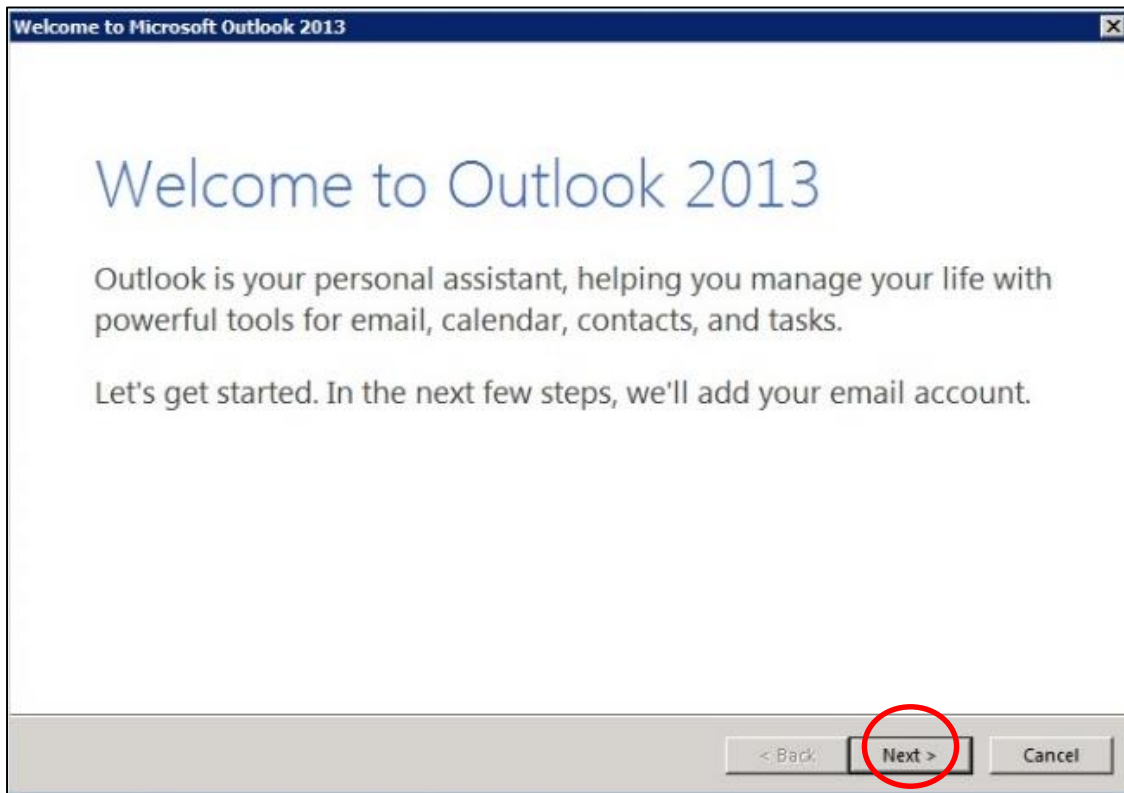 Welcome to Microsoft Outlook 2013
Welcome to Outlook 2013
Outlook is your personal assistant, helping you manage your life with
powerful tools for email, calendar, contacts, and tasks.
Let's get started. In the next few steps, we'll add your email account.
< Back Next > Cancel